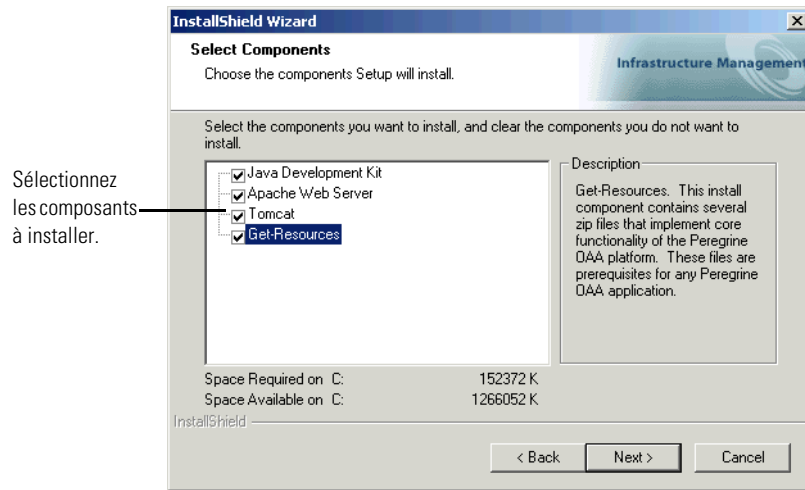 InstallShield Wizard
Select Components
Choose the components Setup will install.
Infrastructure Management
Select the components you want to install, and clear the components you do not want to
install.
Sélectionnez
les composants
à installer.
Java Development Kit
Apache Web Server
Tomcat
Get-Resources
Description
Get-Resources. This install
component contains several
zip files that implement core
functionality of the Peregrine
OAA platform. These files are
prerequisites for any Peregrine
OAA application.
Space Required on C: 152372 K
Space Available on C: 1266052 K
InstallShield
< Back
Next >
Cancel